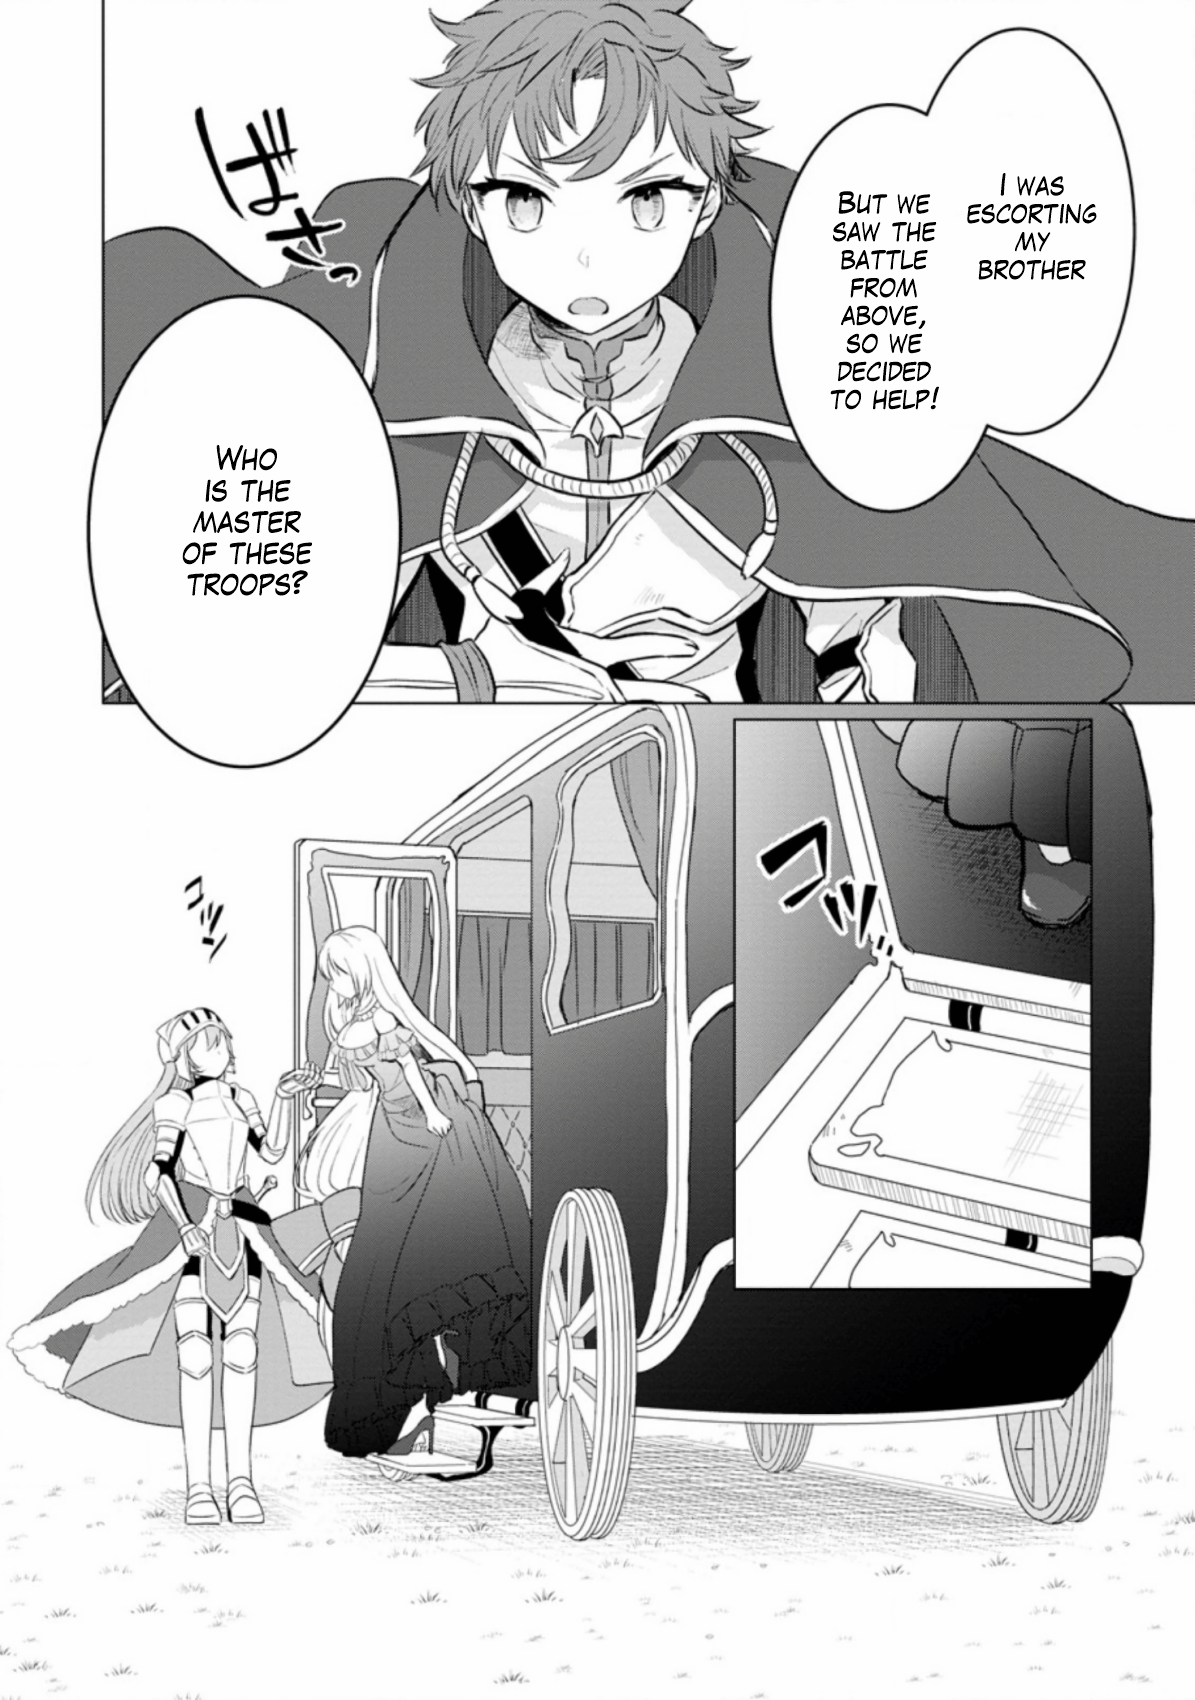 I WAS
ESCORTING
MY
BROTHER
BUT WE
SAW THE
BATTLE
FROM
ABOVE,
SO WE
DECIDED
TO HELP!
ばさっ
WHO
IS THE
MASTER
OF THESE
TROOPS?
コツ
コツ